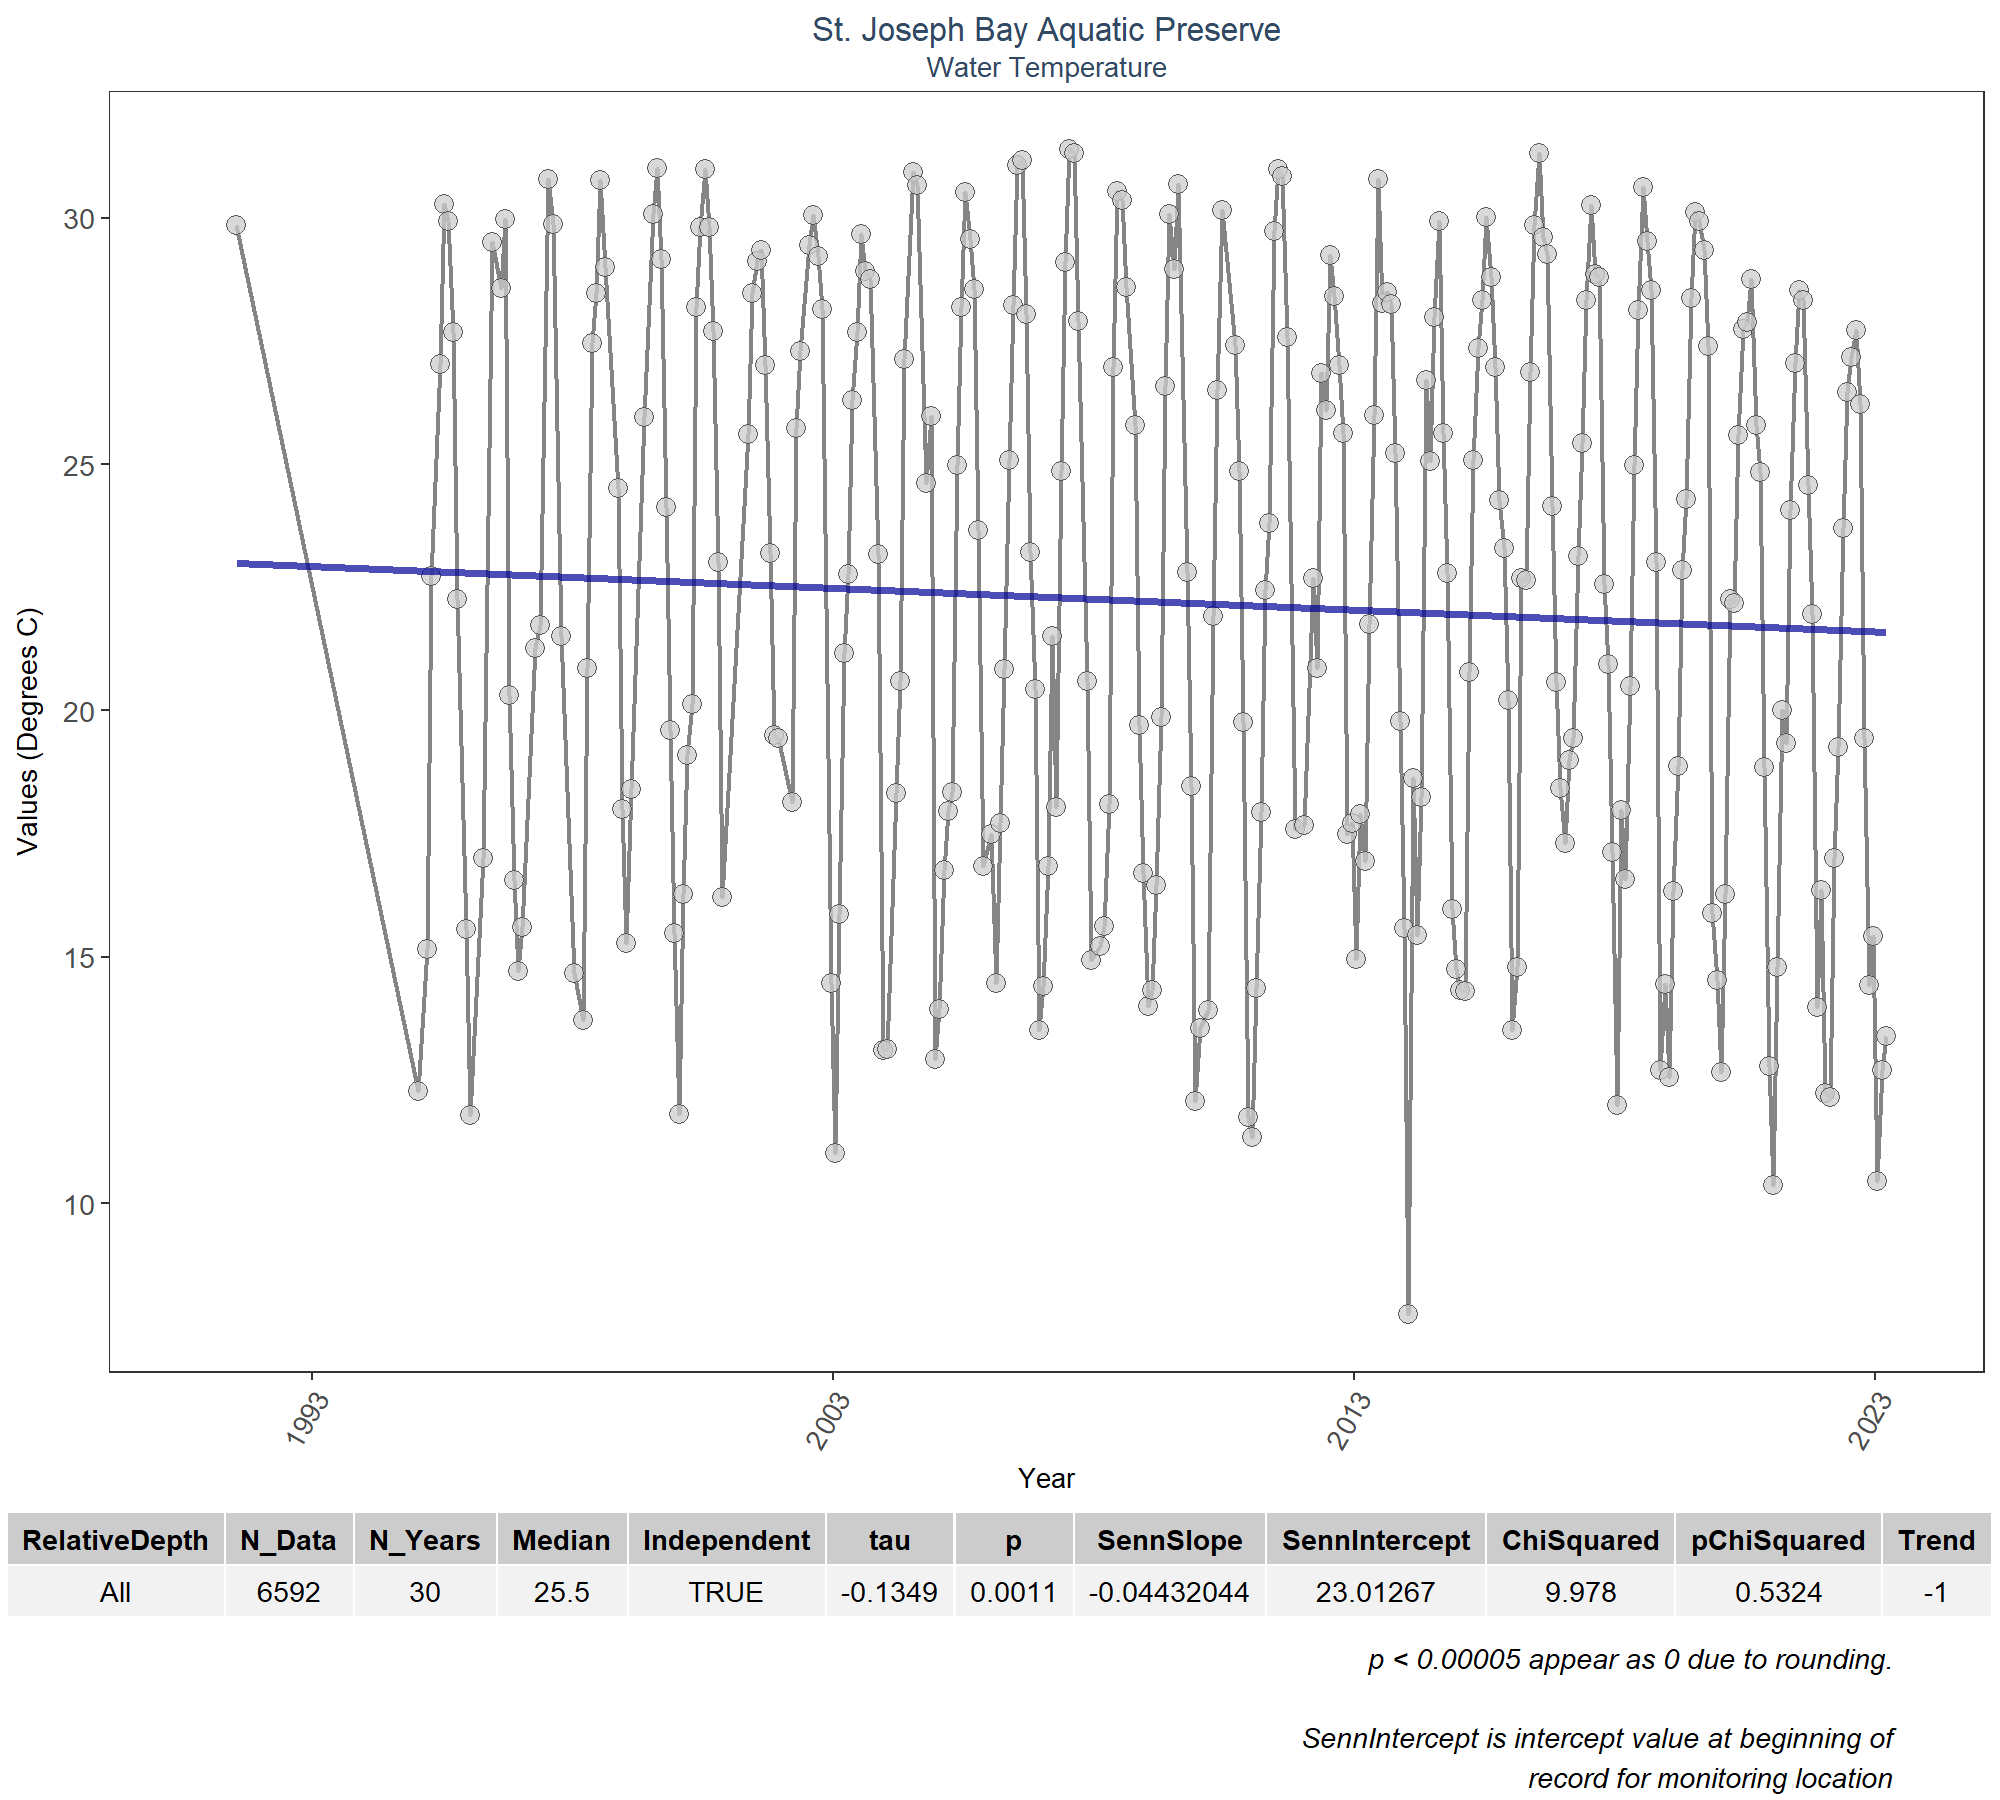 St. Joseph Bay Aquatic Preserve
Water Temperature
Values (Degrees C)
30
25
20
15
10
1993
2003
2013
2023
Year
RelativeDepth N_Data N_Years Median Independent tau p SennSlope SennIntercept ChiSquared pChiSquared Trend
All 6592 30 25.5 TRUE -0.1349 0.0011 -0.04432044 23.01267 9.978 0.5324 -1
p < 0.00005 appear as 0 due to rounding.
SennIntercept is intercept value at beginning of
record for monitoring location